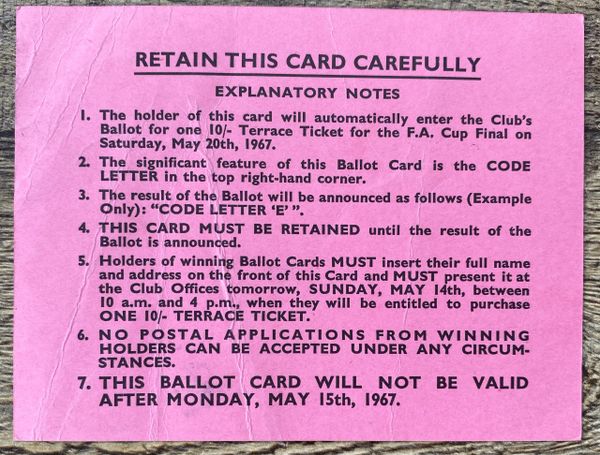 RETAIN THIS CARD CAREFULLY
EXPLANATORY NOTES
1. The holder of this card will automatically enter the Club's
Ballot for one 10/- Terrace Ticket for the F.A. Cup Final on
Saturday, May 20th, 1967.
2. The significant feature of this Ballot Card is the CODE
LETTER in the top right-hand corner.
3. The result of the Ballot will be announced as follows (Example
Only): “CODE LETTER ‘E’ ”.
4. THIS CARD MUST BE RETAINED until the result of the
Ballot is announced.
5. Holders of winning Ballot Cards MUST insert their full name
and address on the front of this Card and MUST present it at
the Club Offices tomorrow, SUNDAY, MAY 14th, between
10 a.m. and 4 p.m., when they will be entitled to purchase
ONE 10/- TERRACE TICKET.
6. NO POSTAL APPLICATIONS FROM WINNING
HOLDERS CAN BE ACCEPTED UNDER ANY CIRCUM-
STANCES.
7. THIS BALLOT CARD WILL NOT BE VALID
AFTER MONDAY, MAY 15th, 1967.